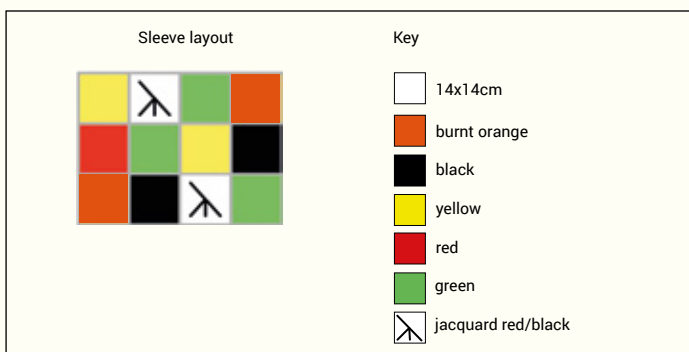 Sleeve layout
Key
14x14cm
burnt orange
black
yellow
red
green
jacquard red/black